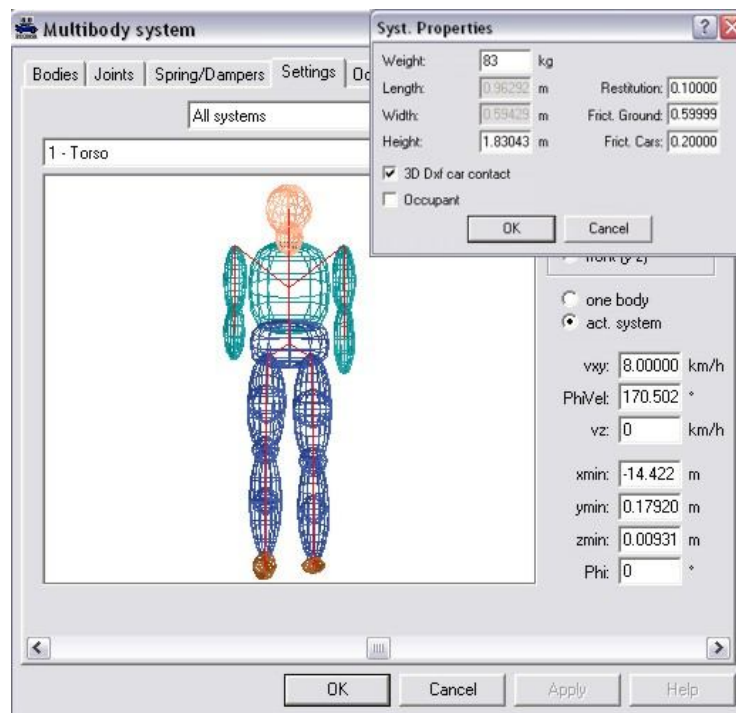 Multibody system
Syst. Properties
Weight: 83 kg
Length: 0.96292 m
Restitution: 0.10000
Width: 0.59429 m
Frict. Ground: 0.59999
Height: 1.83043 m
Frict. Cars: 0.20000
3D Dxf car contact
Occupant
OK Cancel
Bodies Joints Spring/Dampers Settings Oc
All systems
1 - Torso
front (y-z)
one body
act. system
vxy: 8.00000 km/h
PhiVel: 170.502 °
vz: 0 km/h
xmin: -14.422 m
ymin: 0.17920 m
zmin: 0.00931 m
Phi: 0 °
OK Cancel Apply Help